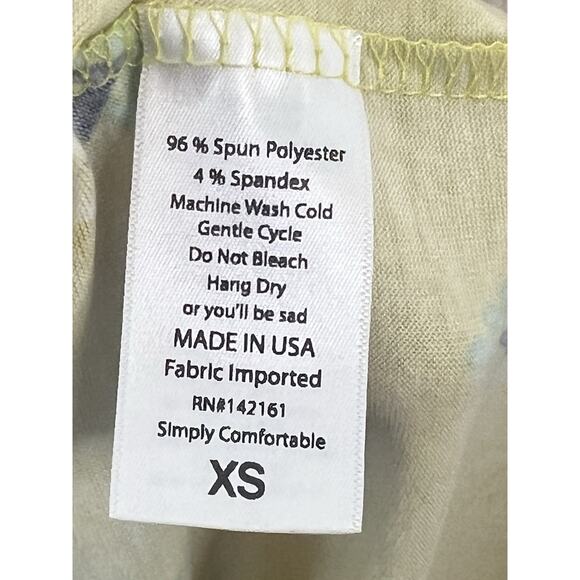 96 % Spun Polyester
4 % Spandex
Machine Wash Cold
Gentle Cycle
Do Not Bleach
Hang Dry
or you'll be sad
MADE IN USA
Fabric Imported
RN#142161
Simply Comfortable
XS